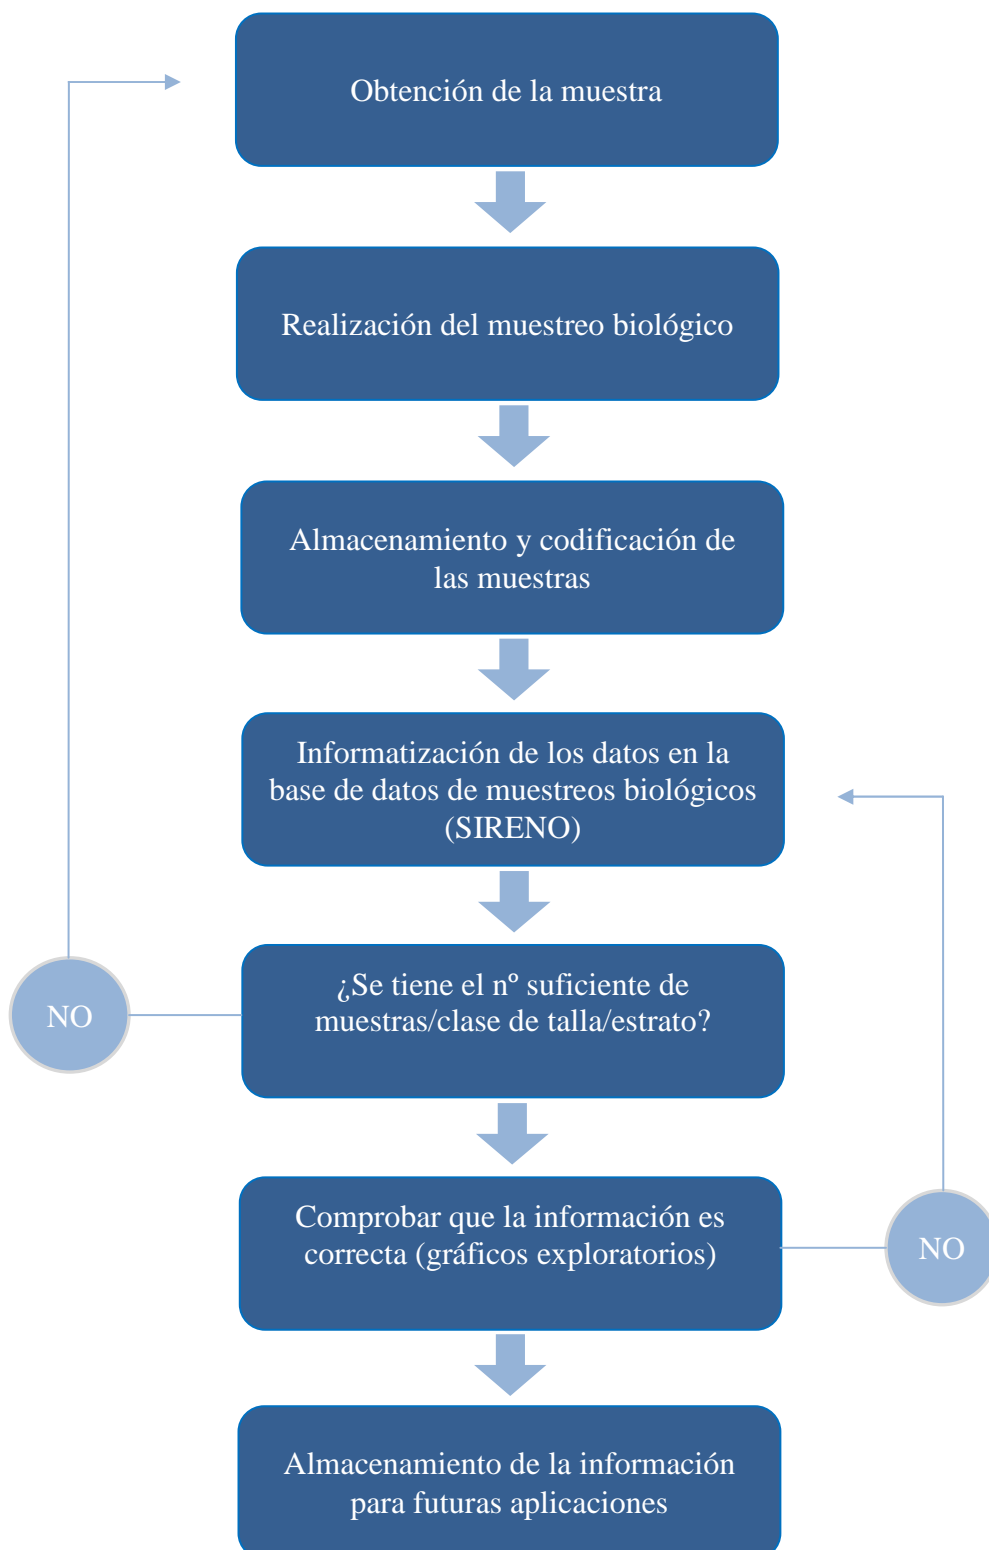 Obtención de la muestra
Realización del muestreo biológico
Almacenamiento y codificación de
las muestras
Informatización de los datos en la
base de datos de muestreos biológicos
(SIRENO)
¿Se tiene el nº suficiente de
muestras/clase de talla/estrato?
NO
Comprobar que la información es
correcta (gráficos exploratorios)
NO
Almacenamiento de la información
para futuras aplicaciones